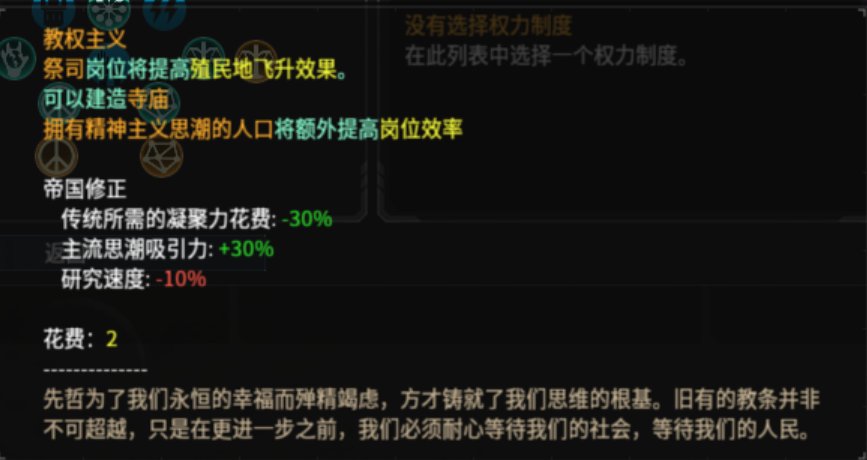 教权主义
没有选择权力制度
祭司岗位将提高殖民地飞升效果。
在此列表中选择一个权力制度。
可以建造寺庙
拥有精神主义思潮的人口将额外提高岗位效率
帝国修正
传统所需的凝聚力花费: -30%
主流思潮吸引力: +30%
研究速度: -10%
花费：2
--------------
先哲为了我们永恒的幸福而殚精竭虑，方才铸就了我们思维的根基。旧有的教条并非
不可超越，只是在更进一步之前，我们必须耐心等待我们的社会，等待我们的人民。